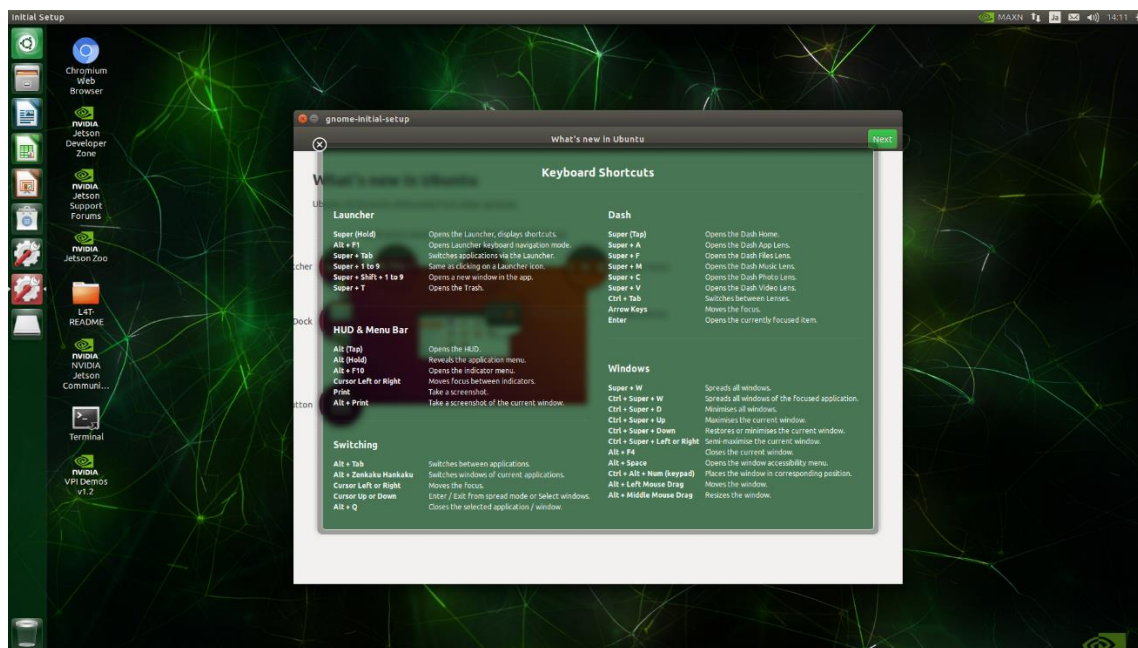 Initial Setup
MAXN
Ja
14:11
Chromium
Web
Browser
NVIDIA
Jetson
Developer
Zone
NVIDIA
Jetson
Support
Forums
NVIDIA
Jetson Zoo
L4T-
README
NVIDIA
NVIDIA
Jetson
Communi...
Terminal
NVIDIA
VPI Demos
v1.2
gnome-initial-setup
What's new in Ubuntu
Next
What's new in Ubuntu
Keyboard Shortcuts
Launcher
Super (Hold) Opens the Launcher, displays shortcuts.
Alt + F1 Opens Launcher keyboard navigation mode.
Super + Tab Switches applications via the Launcher.
Super + 1 to 9 Same as clicking on a Launcher icon.
Super + Shift + 1 to 9 Opens a new window in the app.
Super + T Opens the Trash.
HUD & Menu Bar
Alt (Tap) Opens the HUD.
Alt (Hold) Reveals the application menu.
Alt + F10 Opens the indicator menu.
Cursor Left or Right Moves focus between indicators.
Print Take a screenshot.
Alt + Print Take a screenshot of the current window.
Switching
Alt + Tab Switches between applications.
Alt + Zenkaku Hankaku Switches windows of current applications.
Cursor Left or Right Moves the focus.
Cursor Up or Down Enter / Exit from spread mode or Select windows.
Alt + Q Closes the selected application / window.
Dash
Super (Tap) Opens the Dash Home.
Super + A Opens the Dash App Lens.
Super + F Opens the Dash Files Lens.
Super + M Opens the Dash Music Lens.
Super + C Opens the Dash Photo Lens.
Super + V Opens the Dash Video Lens.
Ctrl + Tab Switches between Lenses.
Arrow Keys Moves the focus.
Enter Opens the currently focused item.
Windows
Super + W Spreads all windows.
Ctrl + Super + W Spreads all windows of the focused application.
Ctrl + Super + D Minimises all windows.
Ctrl + Super + Up Maximises the current window.
Ctrl + Super + Down Restores or minimises the current window.
Ctrl + Super + Left or Right Semi-maximise the current window.
Alt + F4 Closes the current window.
Alt + Space Opens the window accessibility menu.
Ctrl + Alt + Num (keypad) Places the window in corresponding position.
Alt + Left Mouse Drag Moves the window.
Alt + Middle Mouse Drag Resizes the window.
cher
Dock
tton